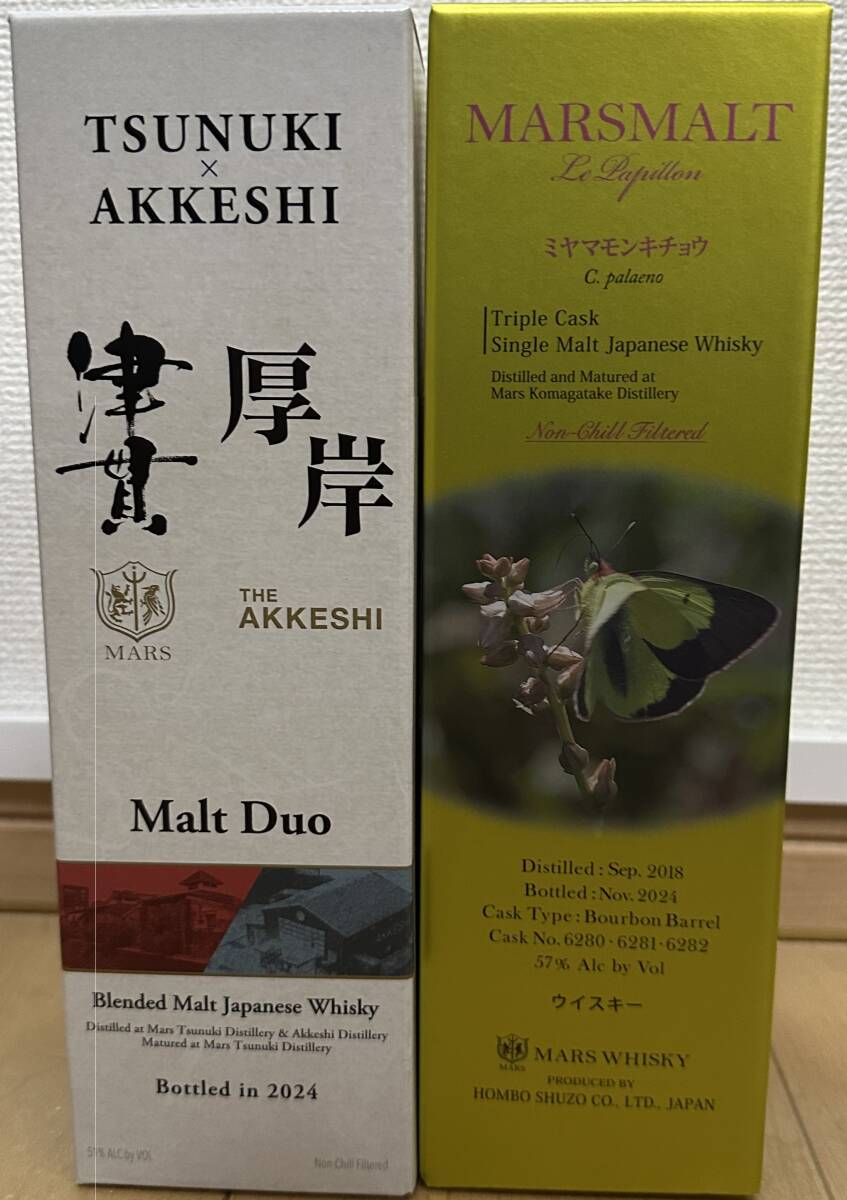 TSUNUKI
×
AKKESHI
津貫
厚岸
MARS
THE
AKKESHI
Malt Duo
Blended Malt Japanese Whisky
Distilled at Mars Tsunuki Distillery & Akkeshi Distillery
Matured at Mars Tsunuki Distillery
Bottled in 2024
ALC.by VOL
Non Chill Filtered
MARSMALT
Le Papillon
ミヤマモンキチョウ
C. palaeno
Triple Cask
Single Malt Japanese Whisky
Distilled and Matured at
Mars Komagatake Distillery
Non-Chill Filtered
Distilled : Sep. 2018
Bottled : Nov. 2024
Cask Type : Bourbon Barrel
Cask No. 6280・6281・6282
57% Alc by Vol
ウイスキー
MARS
MARS WHISKY
PRODUCED BY
HOMBO SHUZO CO., LTD., JAPAN